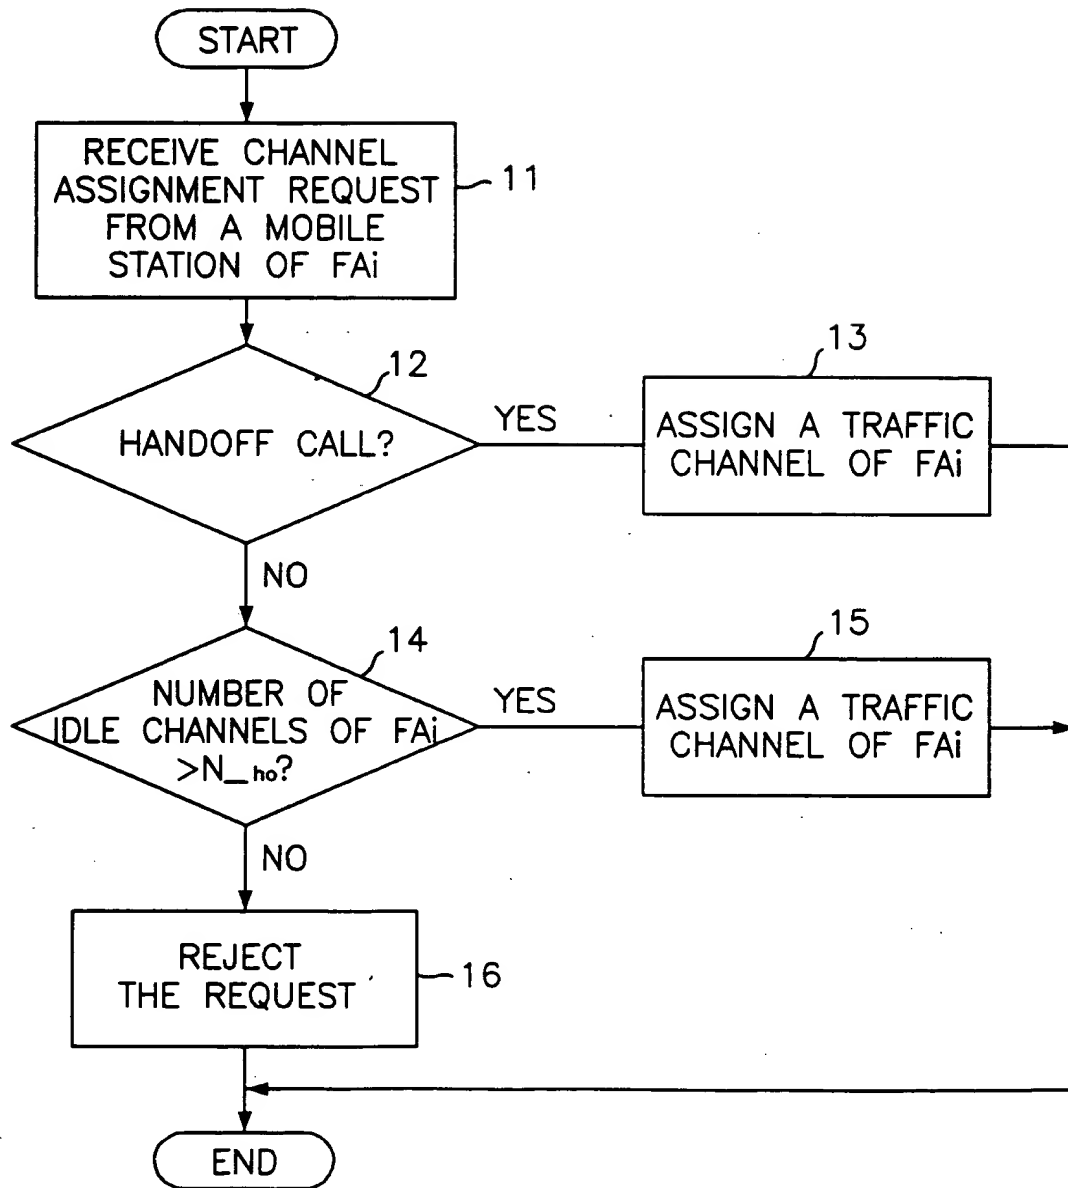 START
RECEIVE CHANNEL
ASSIGNMENT REQUEST
FROM A MOBILE
STATION OF FAi
11
12
HANDOFF CALL?
YES
13
ASSIGN A TRAFFIC
CHANNEL OF FAi
NO
14
NUMBER OF
IDLE CHANNELS OF FAi
>N_ho?
YES
15
ASSIGN A TRAFFIC
CHANNEL OF FAi
NO
REJECT
THE REQUEST
16
END